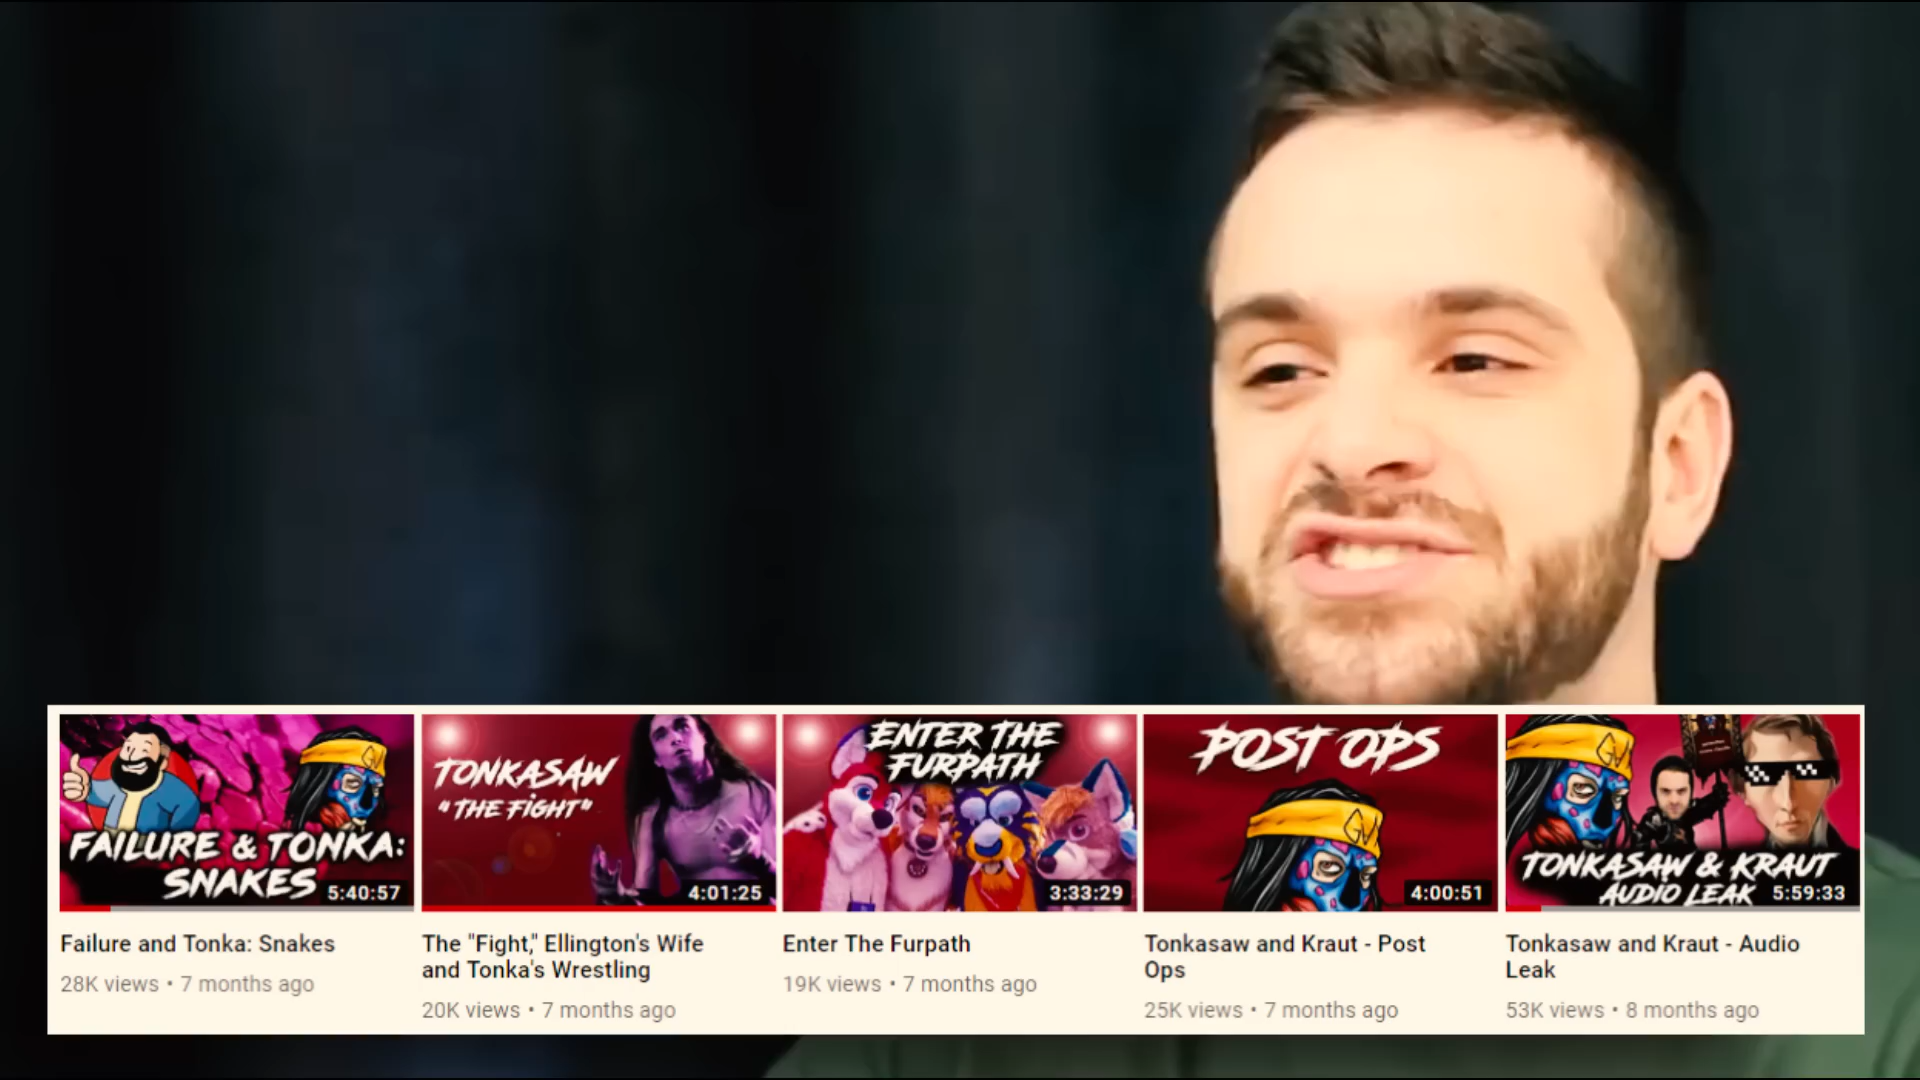 FAILURE & TONKA:
SNAKES
5:40:57
TONKASAW
"THE FIGHT"
4:01:25
ENTER THE
FURPATH
3:33:29
POST OPS
4:00:51
TONKASAW & KRAUT
AUDIO LEAK
5:59:33
Failure and Tonka: Snakes
28K views • 7 months ago
The "Fight," Ellington's Wife
and Tonka's Wrestling
20K views • 7 months ago
Enter The Furpath
19K views • 7 months ago
Tonkasaw and Kraut - Post
Ops
25K views • 7 months ago
Tonkasaw and Kraut - Audio
Leak
53K views • 8 months ago